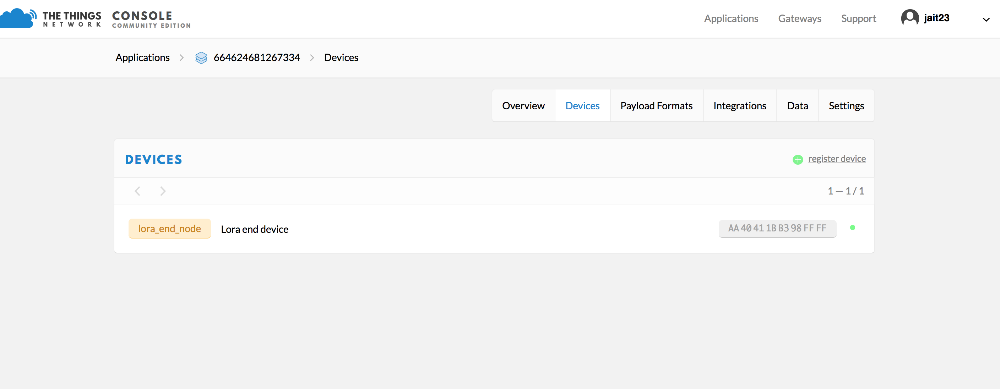 THE THINGS NETWORK CONSOLE COMMUNITY EDITION
Applications Gateways Support jait23
Applications 664624681267334 Devices
Overview Devices Payload Formats Integrations Data Settings
DEVICES register device
1 — 1 / 1
lora_end_node Lora end device AA 40 41 1B B3 98 FF FF